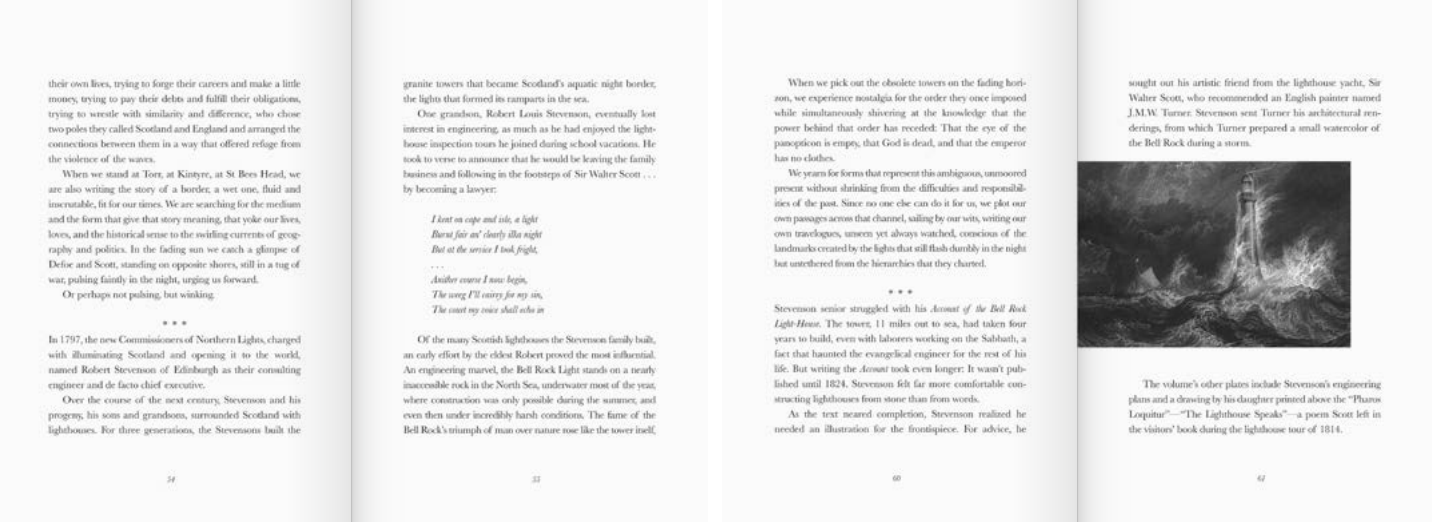 their own lives, trying to forge their careers and make a little
money, trying to pay their debts and fulfill their obligations,
trying to wrestle with similarity and difference, who chose
two poles they called Scotland and England and arranged the
connections between them in a way that offered refuge from
the violence of the waves.
When we stand at Torr, at Kintyre, at St Bees Head, we
are also writing the story of a border, a wet one, fluid and
inscrutable, fit for our times. We are searching for the medium
and the form that give that story meaning, that yoke our lives,
loves, and the historical sense to the swirling currents of geog-
raphy and politics. In the fading sun we catch a glimpse of
Defoe and Scott, standing on opposite shores, still in a tug of
war, pulsing faintly in the night, urging us forward.
Or perhaps not pulsing, but winking.
* * *
In 1797, the new Commissioners of Northern Lights, charged
with illuminating Scotland and opening it to the world,
named Robert Stevenson of Edinburgh as their consulting
engineer and de facto chief executive.
Over the course of the next century, Stevenson and his
progeny, his sons and grandsons, surrounded Scotland with
lighthouses. For three generations, the Stevensons built the
54
granite towers that became Scotland's aquatic night border,
the lights that formed its ramparts in the sea.
One grandson, Robert Louis Stevenson, eventually lost
interest in engineering, as much as he had enjoyed the light-
house inspection tours he joined during school vacations. He
took to verse to announce that he would be leaving the family
business and following in the footsteps of Sir Walter Scott . . .
by becoming a lawyer:
I kent on cape and isle, a light
Burnt fair an' clearly ilka night
But at the service I took fright,
. . .
Anither course I now begin,
The weeg I'll cairry for my sin,
The court my voice shall echo in
Of the many Scottish lighthouses the Stevenson family built,
an early effort by the eldest Robert proved the most influential.
An engineering marvel, the Bell Rock Light stands on a nearly
inaccessible rock in the North Sea, underwater most of the year,
where construction was only possible during the summer, and
even then under incredibly harsh conditions. The fame of the
Bell Rock's triumph of man over nature rose like the tower itself,
55
When we pick out the obsolete towers on the fading hori-
zon, we experience nostalgia for the order they once imposed
while simultaneously shivering at the knowledge that the
power behind that order has receded: That the eye of the
panopticon is empty, that God is dead, and that the emperor
has no clothes.
We yearn for forms that represent this ambiguous, unmoored
present without shrinking from the difficulties and responsibil-
ities of the past. Since no one else can do it for us, we plot our
own passages across that channel, sailing by our wits, writing our
own travelogues, unseen yet always watched, conscious of the
landmarks created by the lights that still flash dumbly in the night
but untethered from the hierarchies that they charted.
* * *
Stevenson senior struggled with his Account of the Bell Rock
Light-House. The tower, 11 miles out to sea, had taken four
years to build, even with laborers working on the Sabbath, a
fact that haunted the evangelical engineer for the rest of his
life. But writing the Account took even longer: It wasn't pub-
lished until 1824. Stevenson felt far more comfortable con-
structing lighthouses from stone than from words.
As the text neared completion, Stevenson realized he
needed an illustration for the frontispiece. For advice, he
60
sought out his artistic friend from the lighthouse yacht, Sir
Walter Scott, who recommended an English painter named
J.M.W. Turner. Stevenson sent Turner his architectural ren-
derings, from which Turner prepared a small watercolor of
the Bell Rock during a storm.
The volume's other plates include Stevenson's engineering
plans and a drawing by his daughter printed above the "Pharos
Loquitur"—"The Lighthouse Speaks"—a poem Scott left in
the visitors' book during the lighthouse tour of 1814.
61